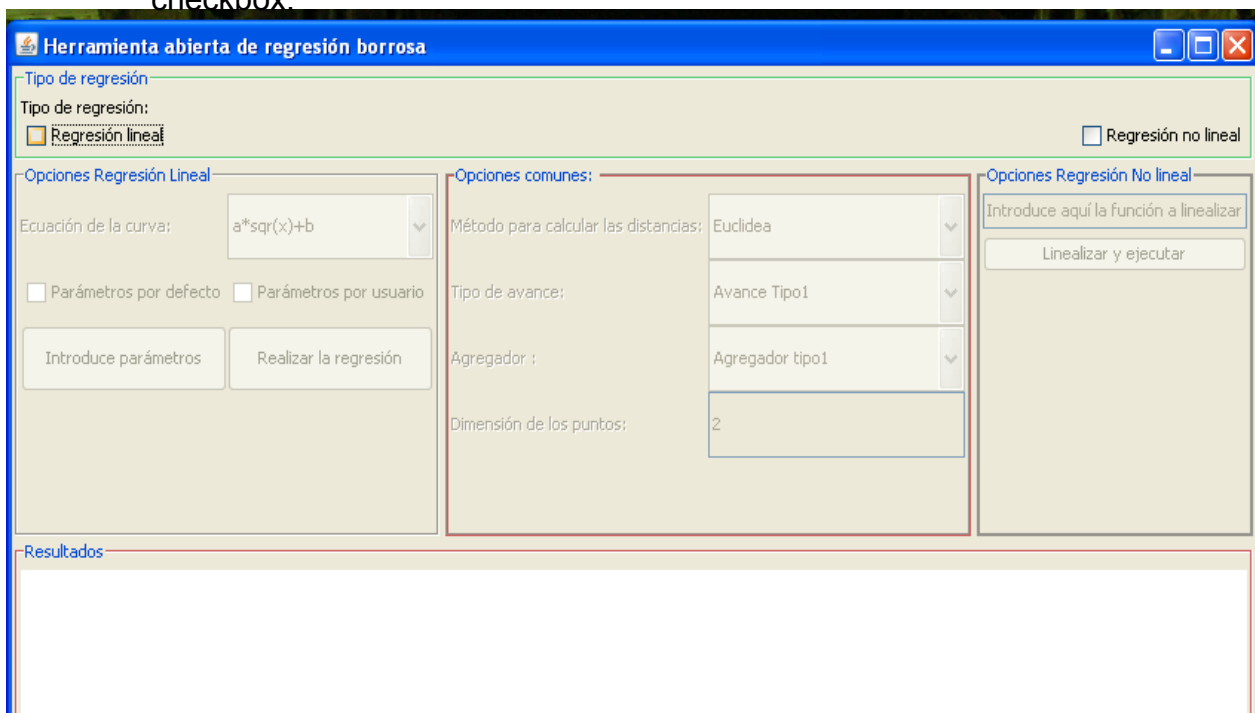 checkbox.
Herramienta abierta de regresión borrosa
Tipo de regresión
Tipo de regresión:
Regresión lineal
Regresión no lineal
Opciones Regresión Lineal
Ecuación de la curva:
a*sqr(x)+b
Parámetros por defecto
Parámetros por usuario
Introduce parámetros
Realizar la regresión
Opciones comunes:
Método para calcular las distancias:
Euclidea
Tipo de avance:
Avance Tipo1
Agregador :
Agregador tipo1
Dimensión de los puntos:
2
Opciones Regresión No lineal
Introduce aquí la función a linealizar
Linealizar y ejecutar
Resultados